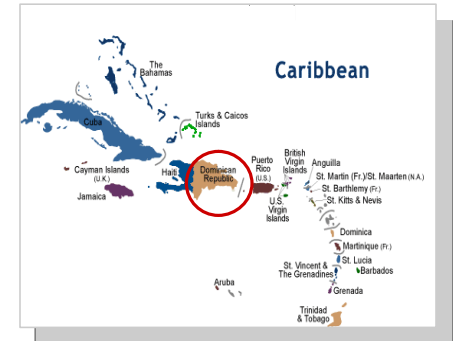 The
Bahamas
Caribbean
Turks & Caicos
Islands
Cuba
Cayman Islands
(U.K.)
Jamaica
Haiti
Dominican
Republic
Puerto
Rico
(U.S.)
British
Virgin
Islands
U.S.
Virgin
Islands
Anguilla
St. Martin (Fr.)/St. Maarten (N.A.)
St. Barthlemy (Fr.)
St. Kitts & Nevis
Dominica
Martinique (Fr.)
St. Lucia
Barbados
St. Vincent &
The Grenadines
Grenada
Aruba
Trinidad
& Tobago